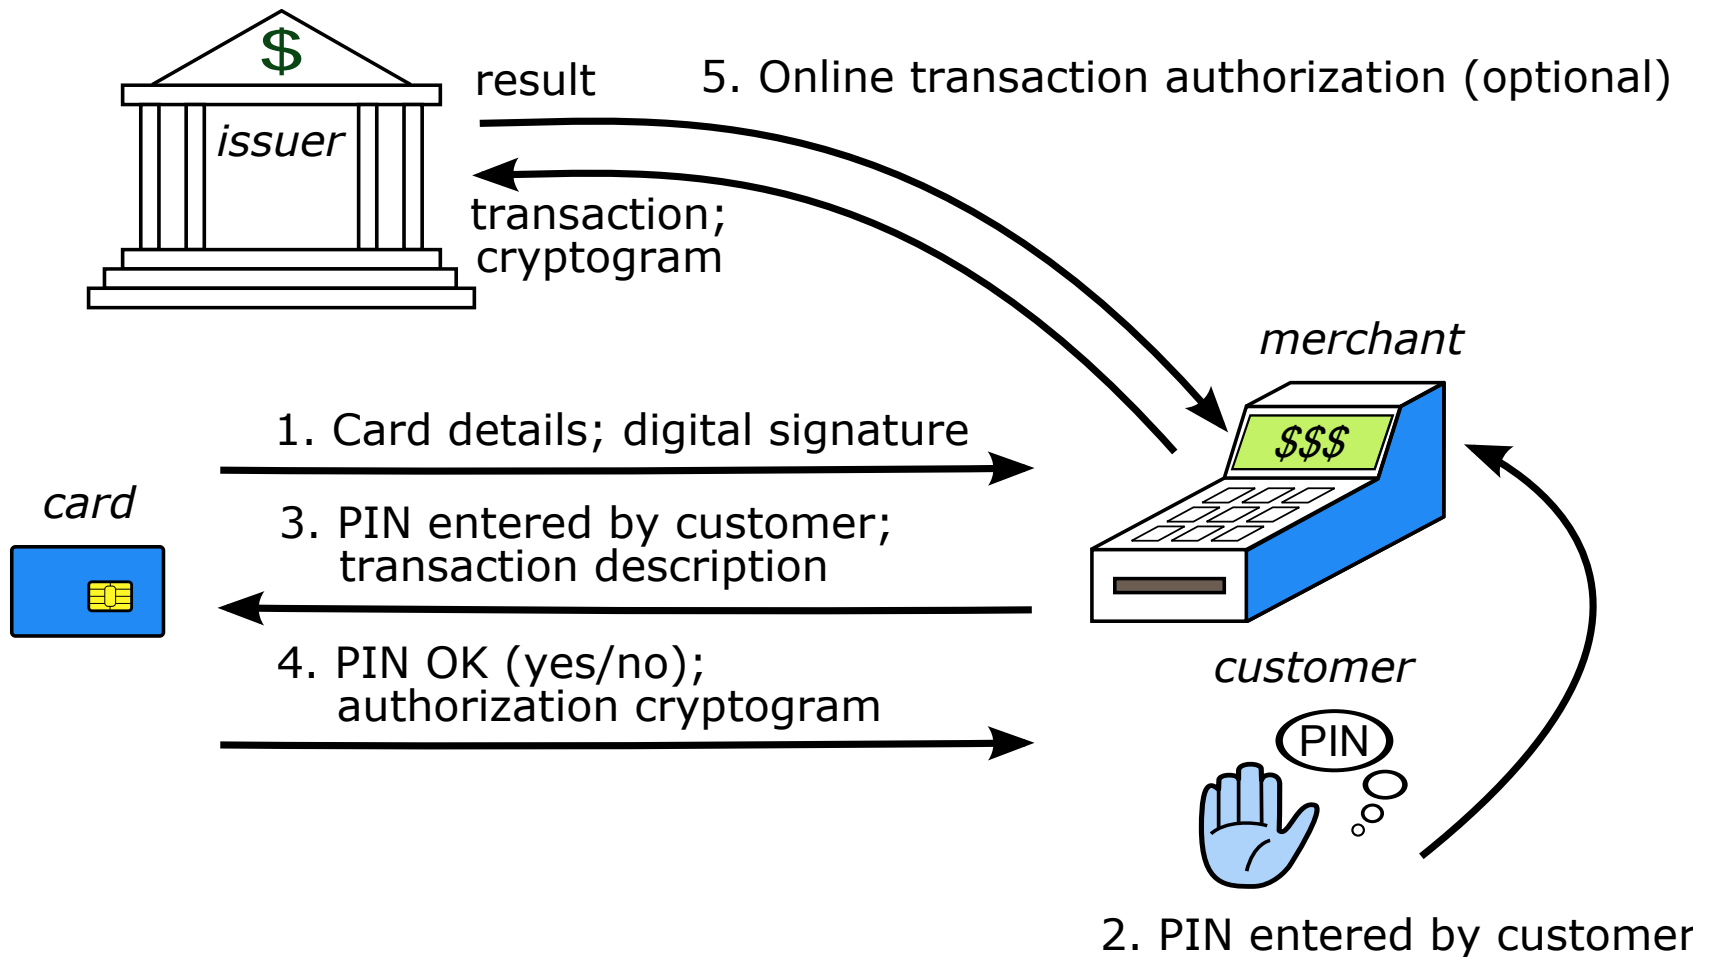 $
result
5. Online transaction authorization (optional)
issuer
transaction;
cryptogram
merchant
$$$
1. Card details; digital signature
card
3. PIN entered by customer;
transaction description
4. PIN OK (yes/no);
authorization cryptogram
customer
PIN
2. PIN entered by customer